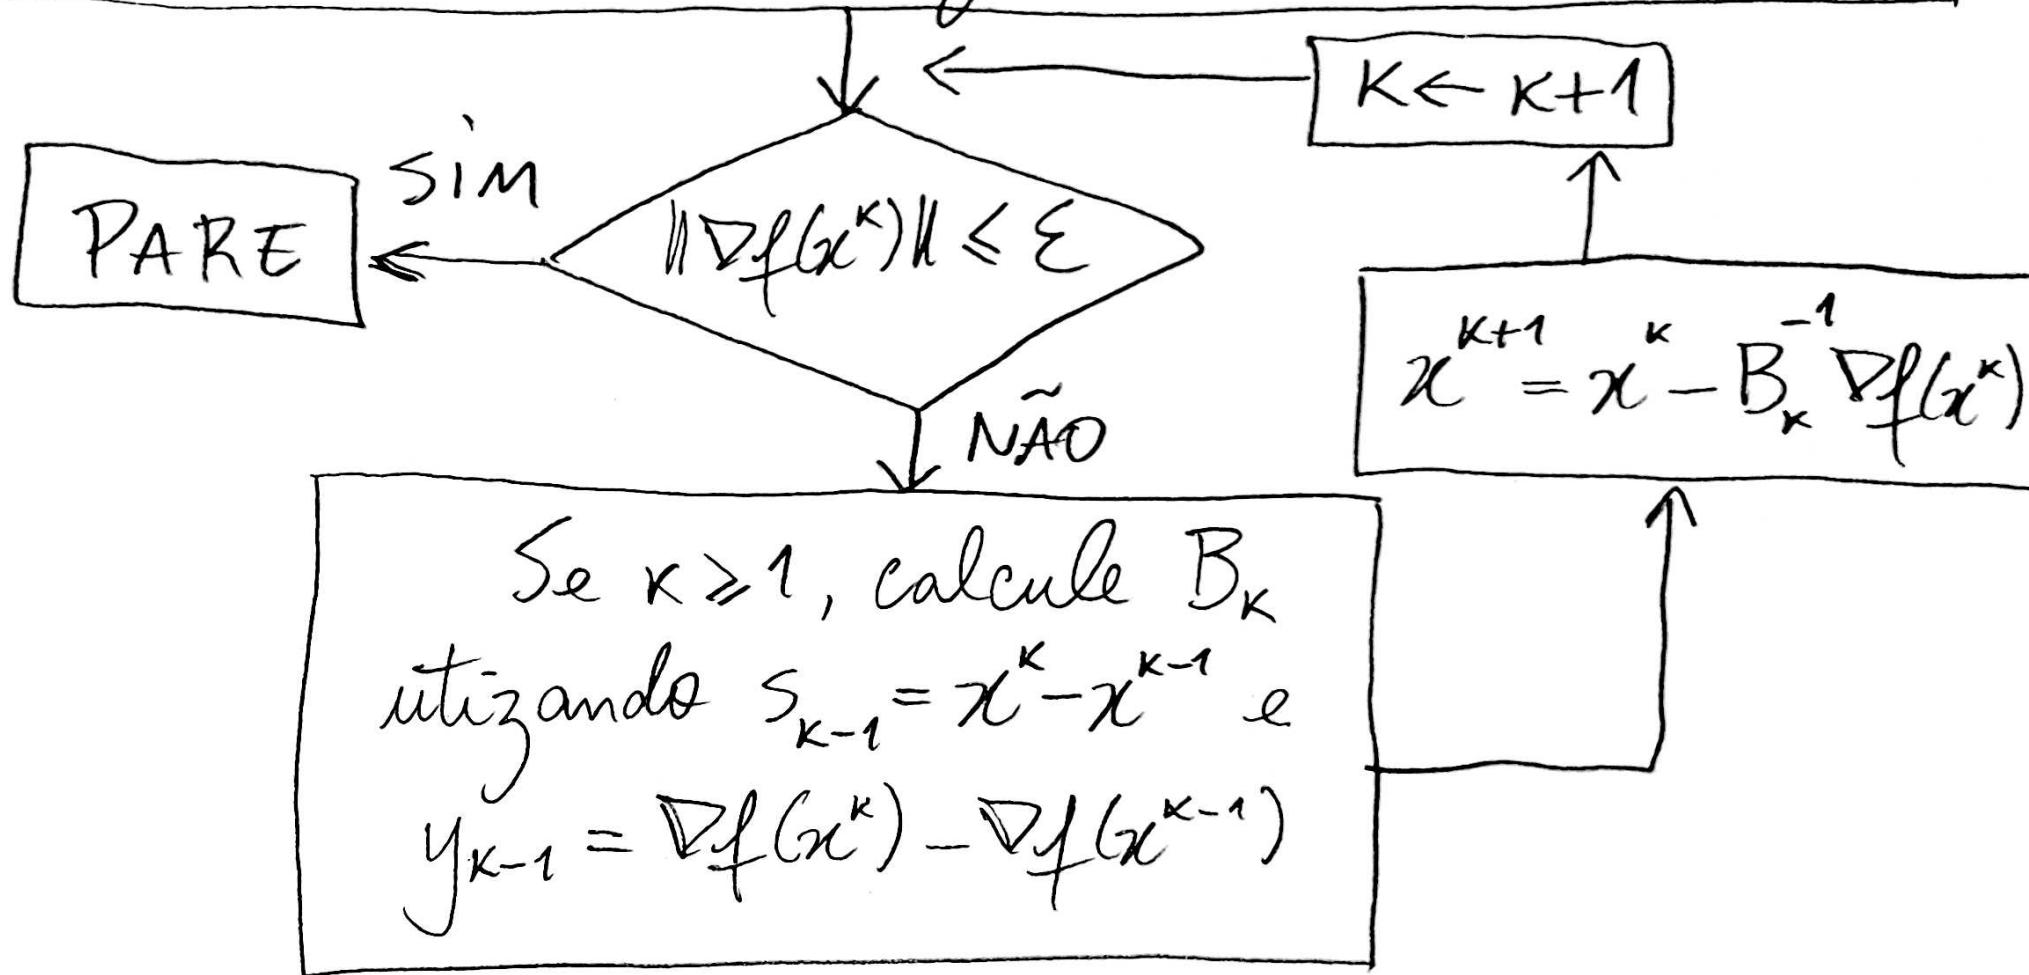 K ← K+1
SIM
PARE
‖∇f(x^K)‖ ≤ ε
x^{K+1} = x^K - B_K^{-1} ∇f(x^K)
NÃO
Se K ≥ 1, calcule B_K
utizando s_{K-1} = x^K - x^{K-1} e
y_{K-1} = ∇f(x^K) - ∇f(x^{K-1})